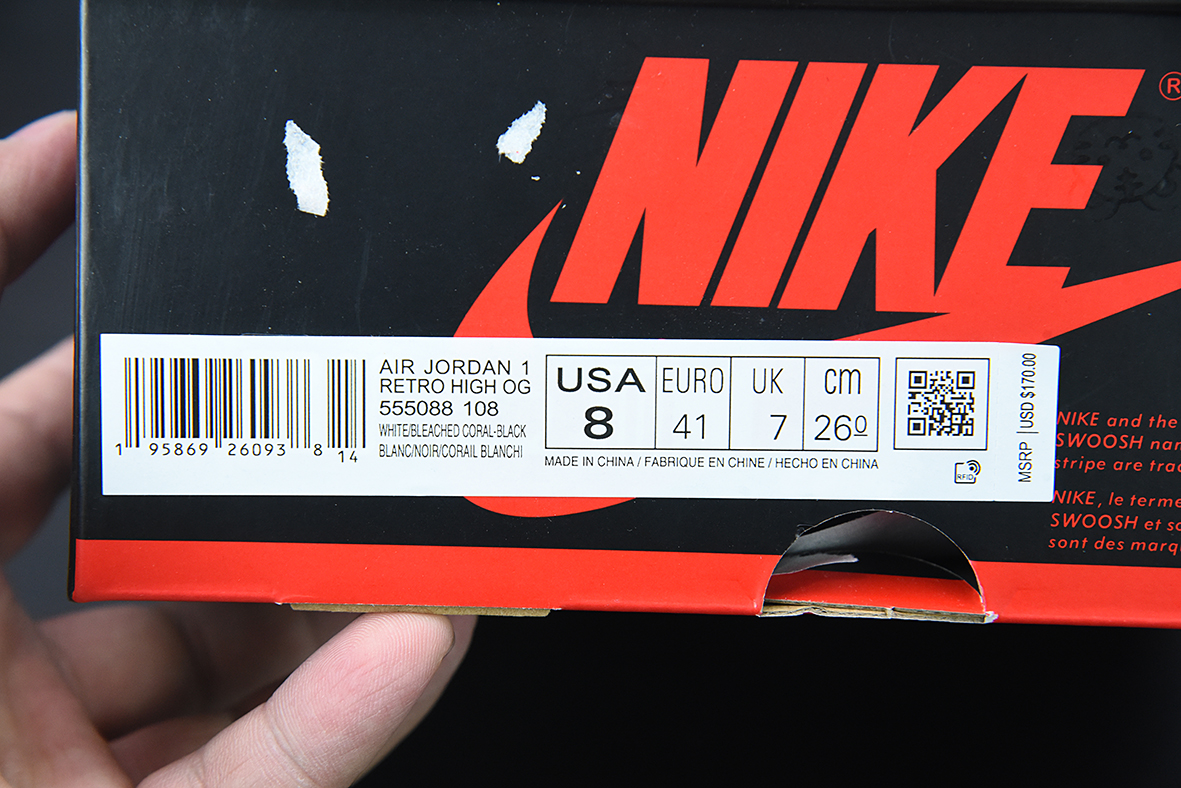 NIKE®
AIR JORDAN 1
RETRO HIGH OG
555088 108
WHITE/BLEACHED CORAL-BLACK
BLANC/NOIR/CORAIL BLANCHI
1 95869 26093 8 14
USA EURO UK cm
8 41 7 26º
MADE IN CHINA / FABRIQUE EN CHINE / HECHO EN CHINA
RFID
MSRP USD $170.00
NIKE and the
SWOOSH
stripe are
NIKE, le
SWOOSH et
sont des